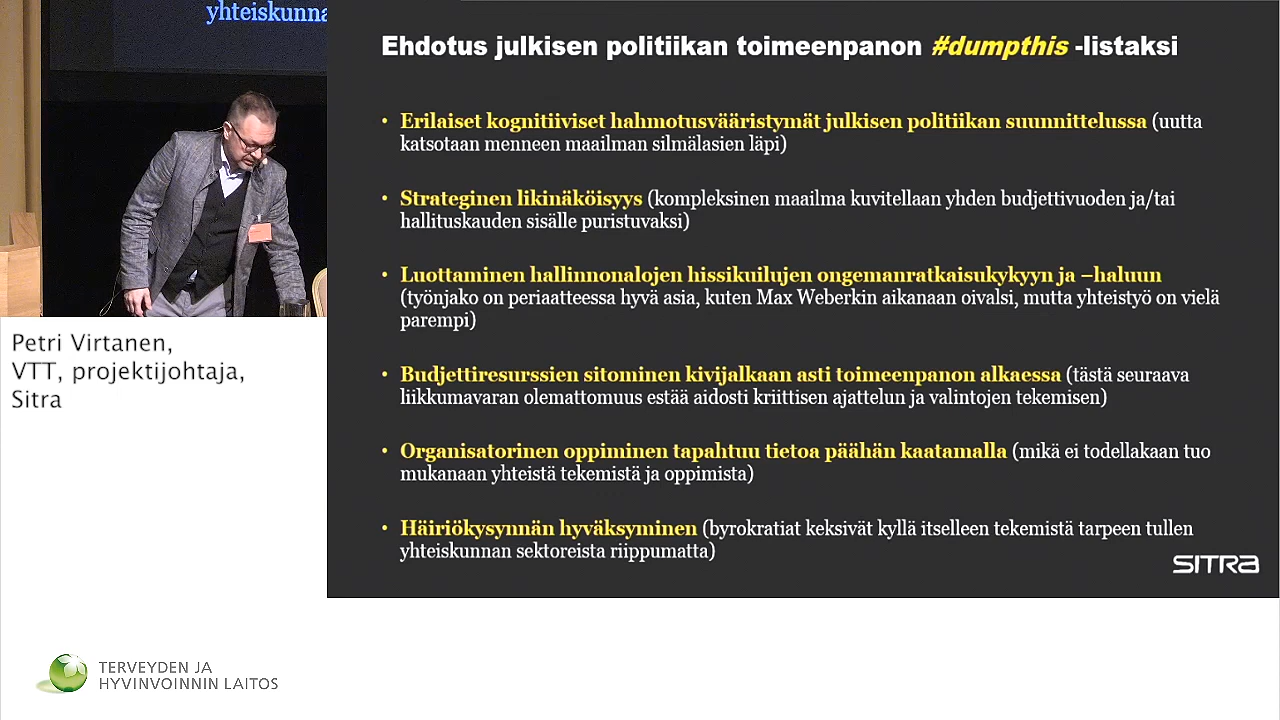 yhteiskunna
Ehdotus julkisen politiikan toimeenpanon #dumpthis -listaksi
• Erilaiset kognitiiviset hahmotusvääristymät julkisen politiikan suunnittelussa (uutta
katsotaan menneen maailman silmälasien läpi)
• Strateginen likinäköisyys (kompleksinen maailma kuvitellaan yhden budjettivuoden ja/tai
hallituskauden sisälle puristuvaksi)
• Luottaminen hallinnonalojen hissikuilujen ongemanratkaisukykyyn ja –haluun
(työnjako on periaatteessa hyvä asia, kuten Max Weberkin aikanaan oivalsi, mutta yhteistyö on vielä
parempi)
• Budjettiresurssien sitominen kivijalkaan asti toimeenpanon alkaessa (tästä seuraava
liikkumavaran olemattomuus estää aidosti kriittisen ajattelun ja valintojen tekemisen)
• Organisatorinen oppiminen tapahtuu tietoa päähän kaatamalla (mikä ei todellakaan tuo
mukanaan yhteistä tekemistä ja oppimista)
• Häiriökysynnän hyväksyminen (byrokratiat keksivät kyllä itselleen tekemistä tarpeen tullen
yhteiskunnan sektoreista riippumatta)
SITRA
Petri Virtanen,
VTT, projektijohtaja,
Sitra
TERVEYDEN JA
HYVINVOINNIN LAITOS